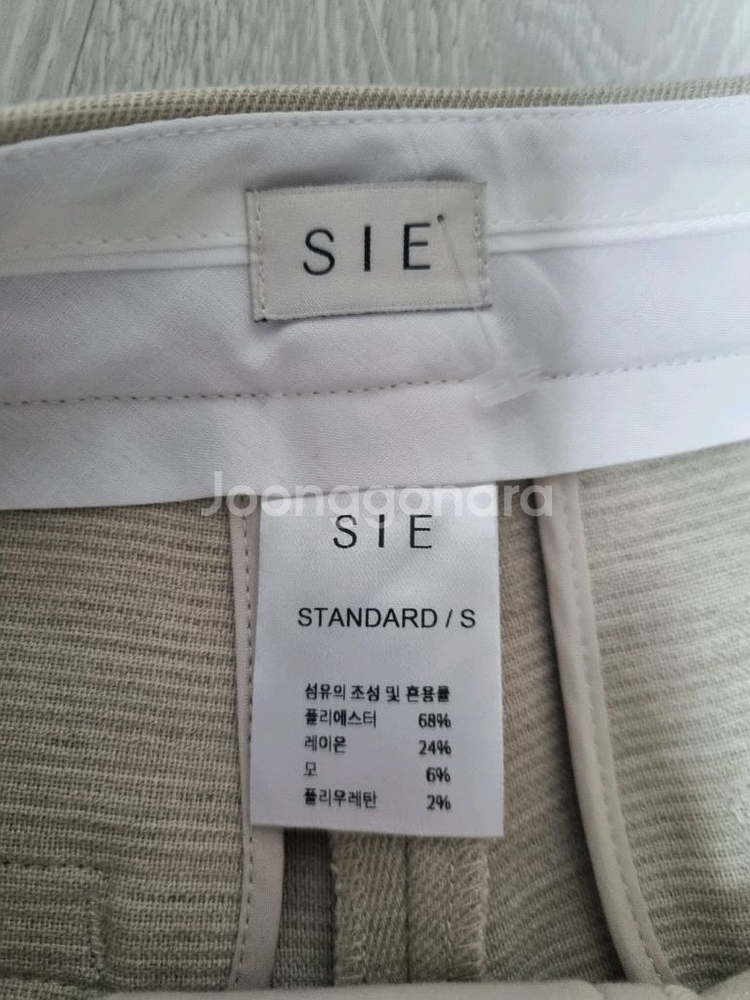 SIE
Joonggonara
SIE
STANDARD / S
섬유의 조성 및 혼용률
폴리에스터 68%
레이온 24%
모 6%
폴리우레탄 2%